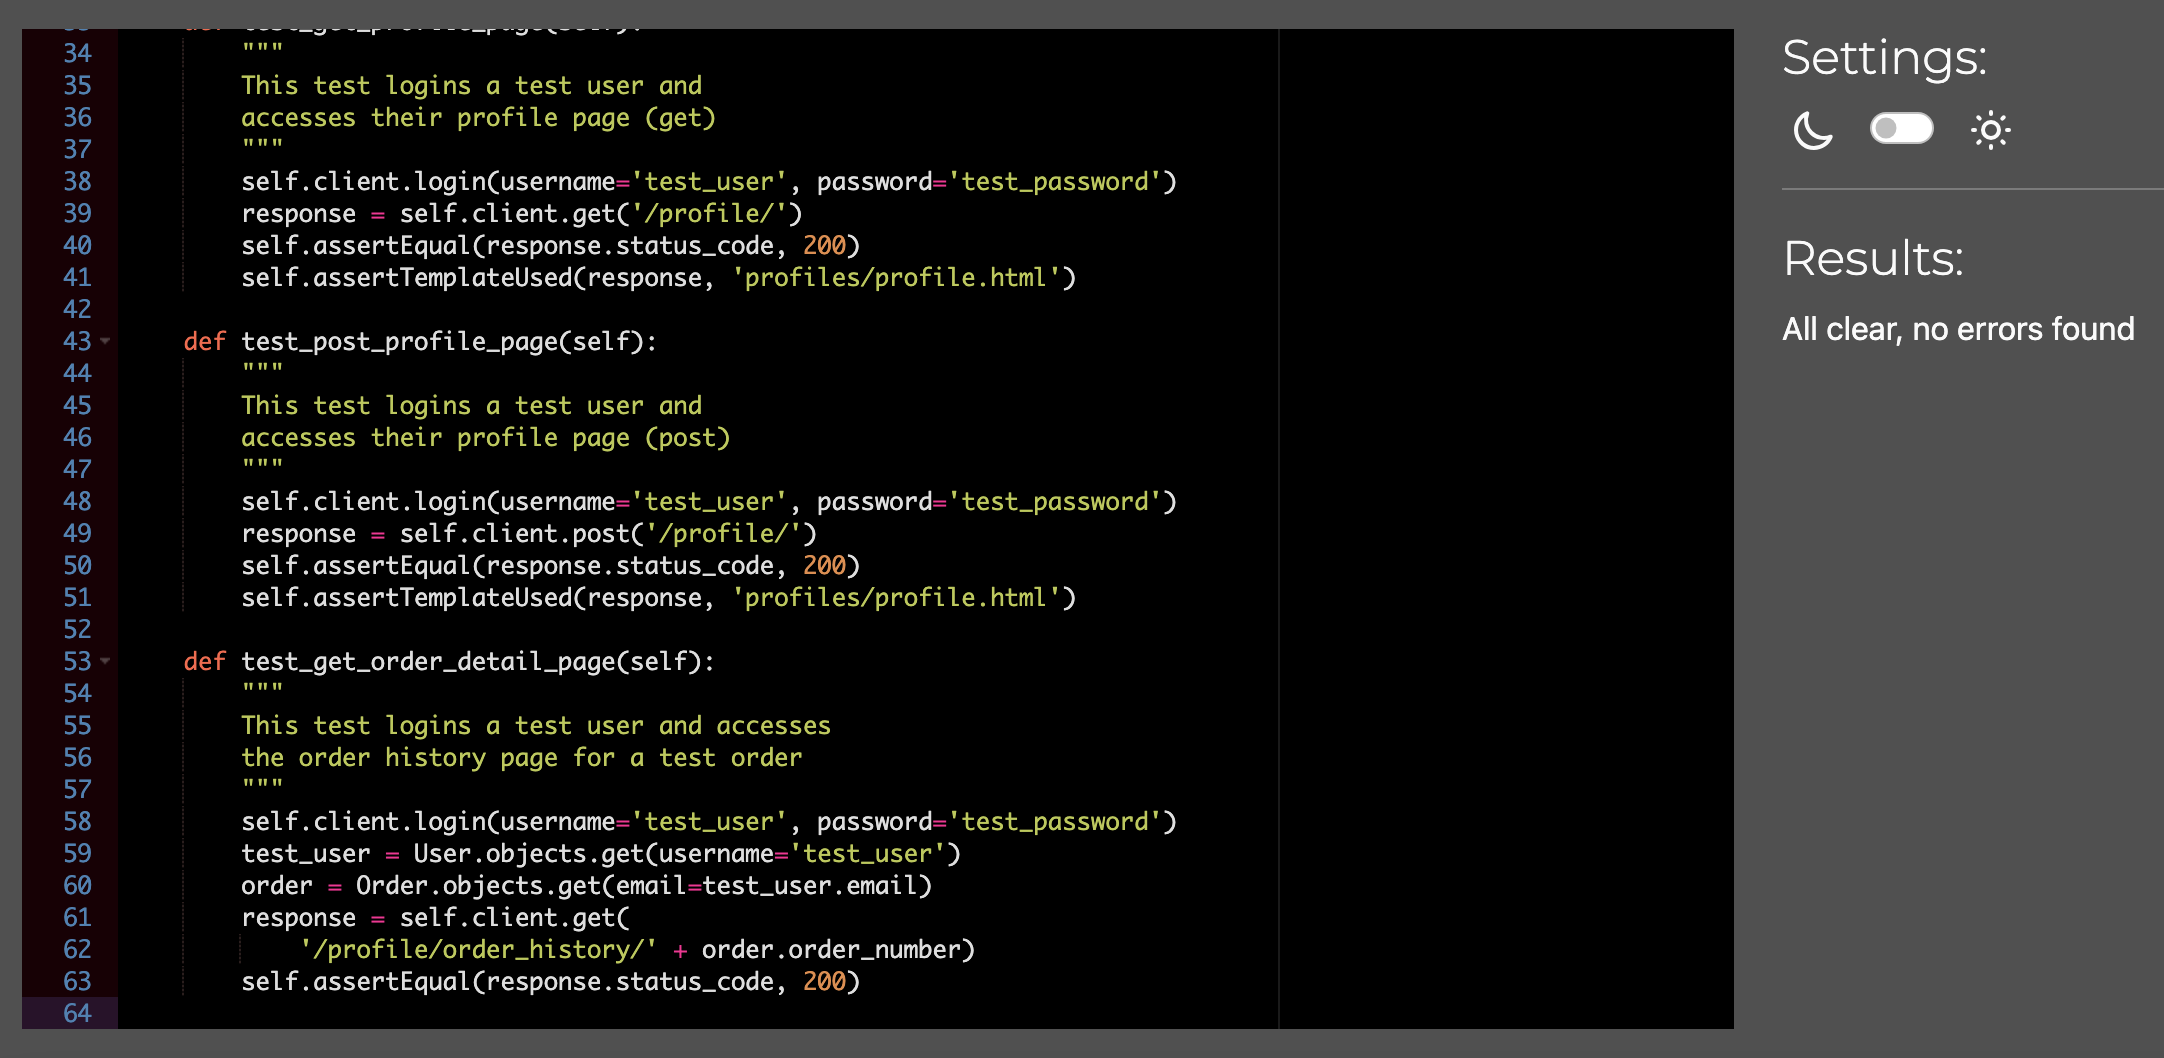 33 def test_get_profile_page(self):
34 """
35 This test logins a test user and
36 accesses their profile page (get)
37 """
38 self.client.login(username='test_user', password='test_password')
39 response = self.client.get('/profile/')
40 self.assertEqual(response.status_code, 200)
41 self.assertTemplateUsed(response, 'profiles/profile.html')
42
43 def test_post_profile_page(self):
44 """
45 This test logins a test user and
46 accesses their profile page (post)
47 """
48 self.client.login(username='test_user', password='test_password')
49 response = self.client.post('/profile/')
50 self.assertEqual(response.status_code, 200)
51 self.assertTemplateUsed(response, 'profiles/profile.html')
52
53 def test_get_order_detail_page(self):
54 """
55 This test logins a test user and accesses
56 the order history page for a test order
57 """
58 self.client.login(username='test_user', password='test_password')
59 test_user = User.objects.get(username='test_user')
60 order = Order.objects.get(email=test_user.email)
61 response = self.client.get(
62 '/profile/order_history/' + order.order_number)
63 self.assertEqual(response.status_code, 200)
64
Settings:
Results:
All clear, no errors found